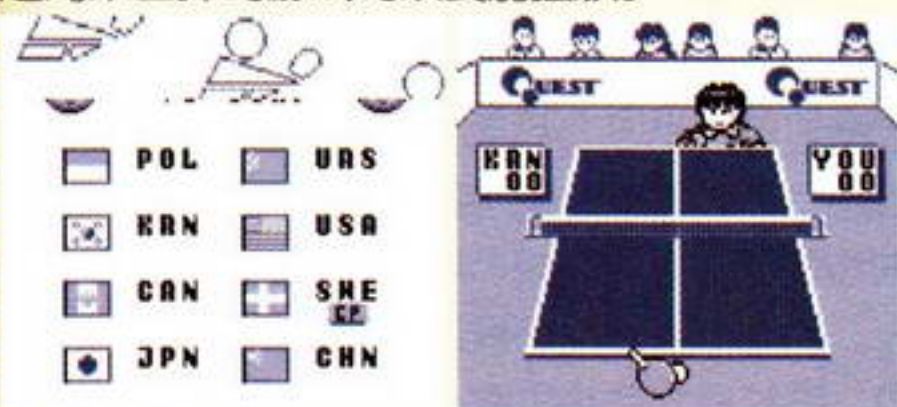 POL URS
KRN USA
CAN SWE
CP
JPN CHN
QUEST QUEST
KRN
00
YOU
00